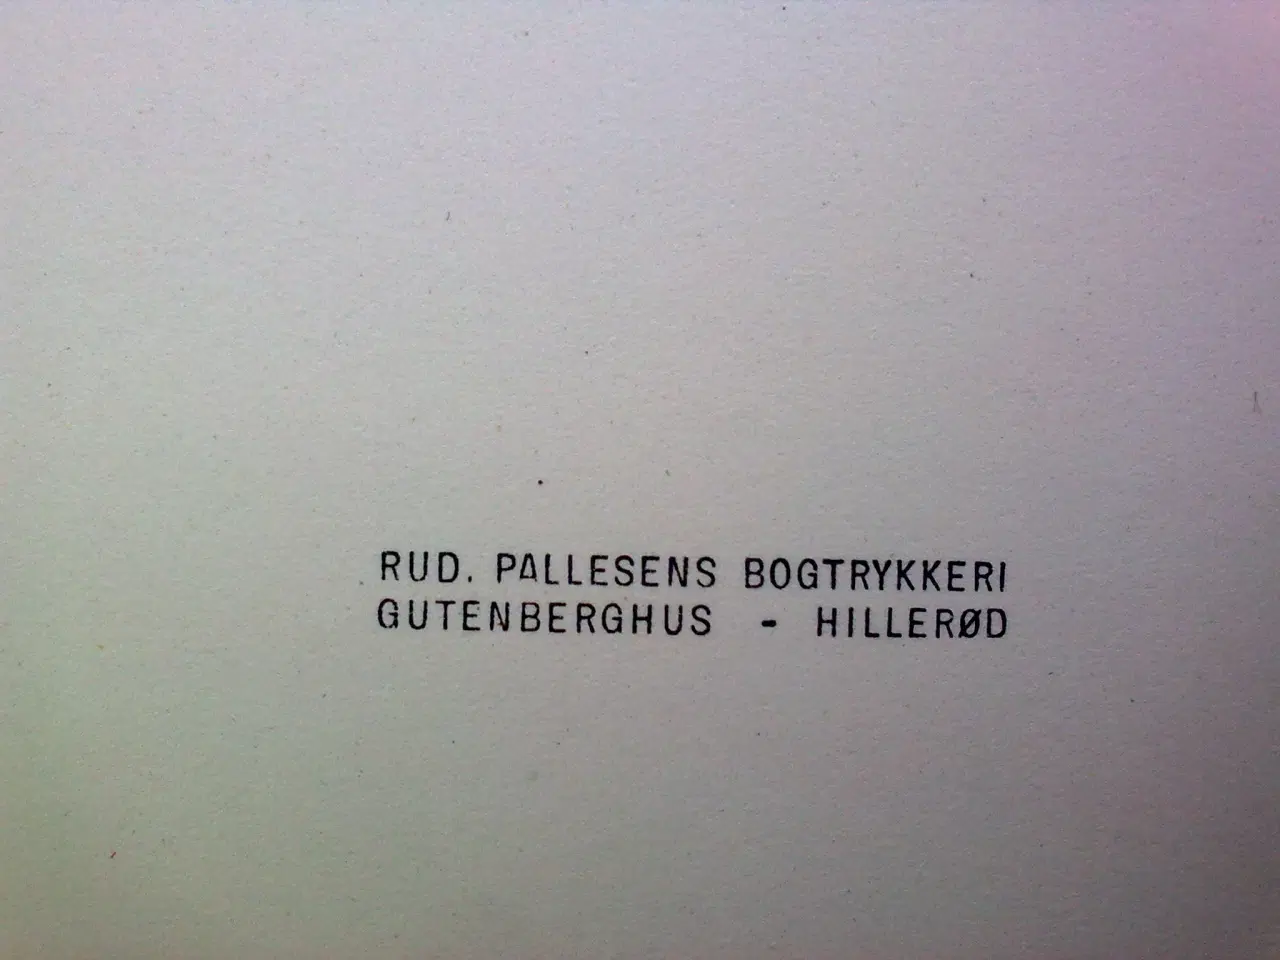 RUD. PALLESENS BOGTRYKKERI
GUTENBERGHUS - HILLERØD